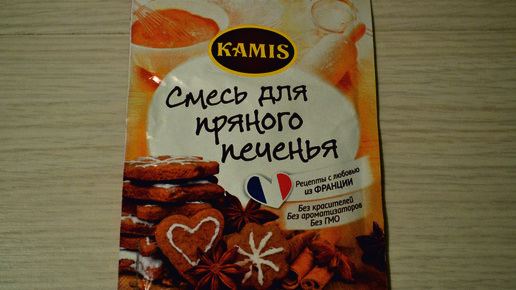 KAMIS
Смесь для
пряного
печенья
Рецепты с любовью
из ФРАНЦИИ
Без красителей
Без ароматизаторов
Без ГМО